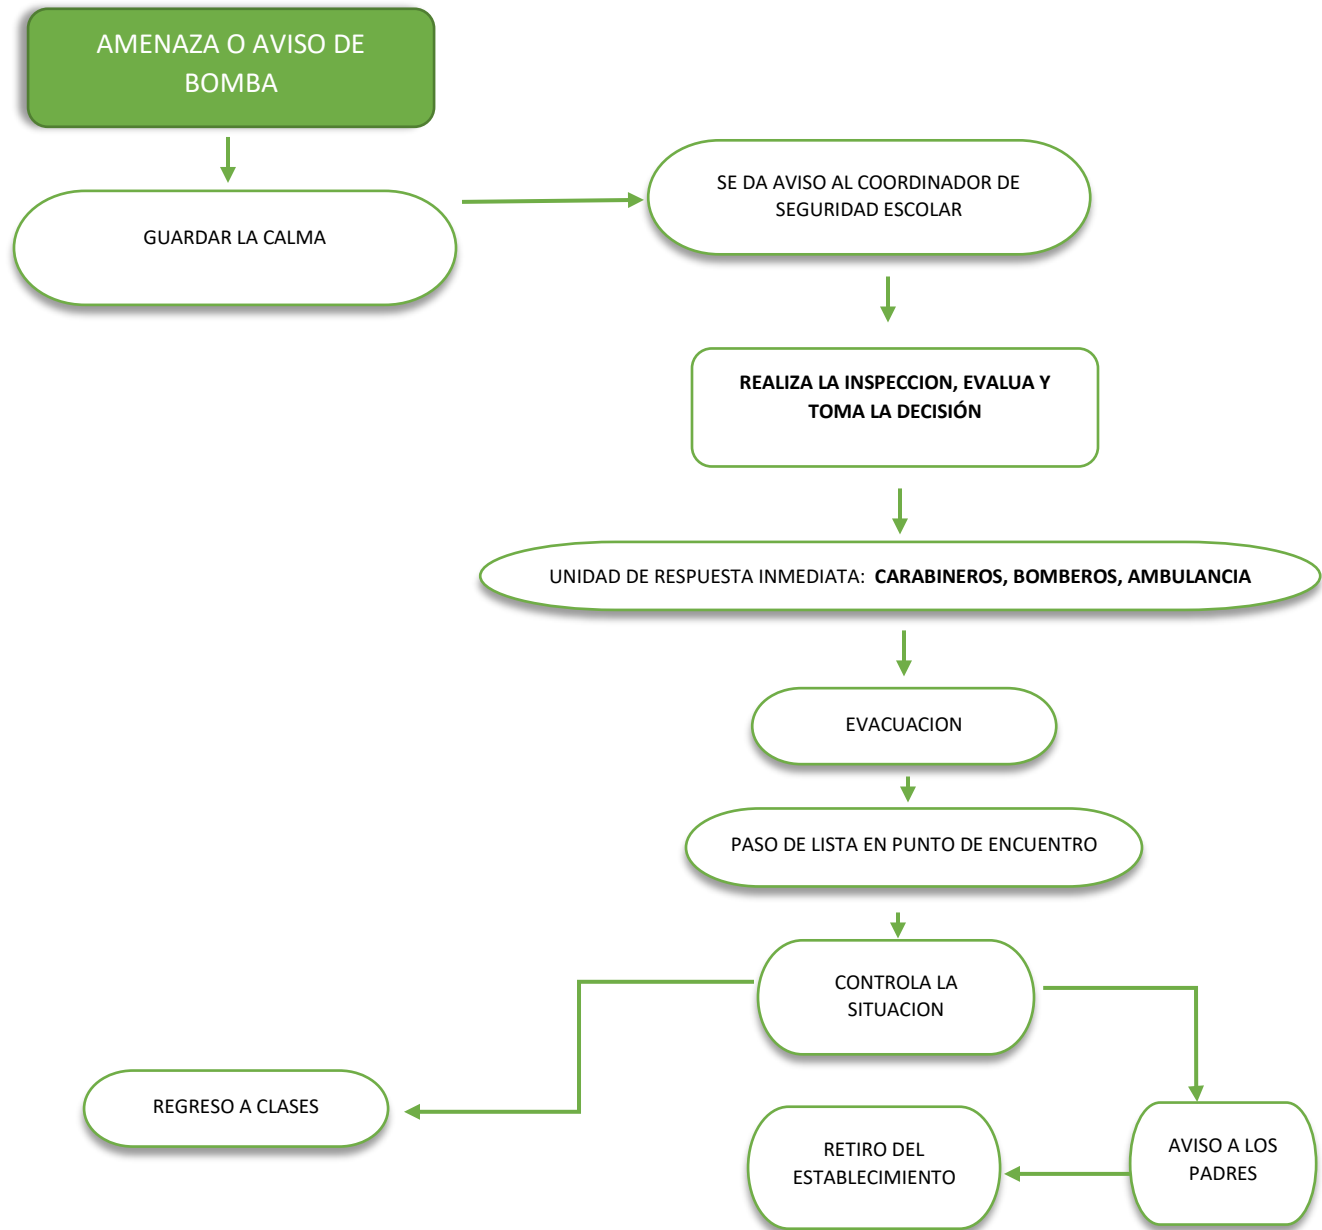 AMENAZA O AVISO DE
BOMBA
GUARDAR LA CALMA
SE DA AVISO AL COORDINADOR DE
SEGURIDAD ESCOLAR
REALIZA LA INSPECCION, EVALUA Y
TOMA LA DECISIÓN
UNIDAD DE RESPUESTA INMEDIATA: CARABINEROS, BOMBEROS, AMBULANCIA
EVACUACION
PASO DE LISTA EN PUNTO DE ENCUENTRO
CONTROLA LA
SITUACION
REGRESO A CLASES
AVISO A LOS
PADRES
RETIRO DEL
ESTABLECIMIENTO